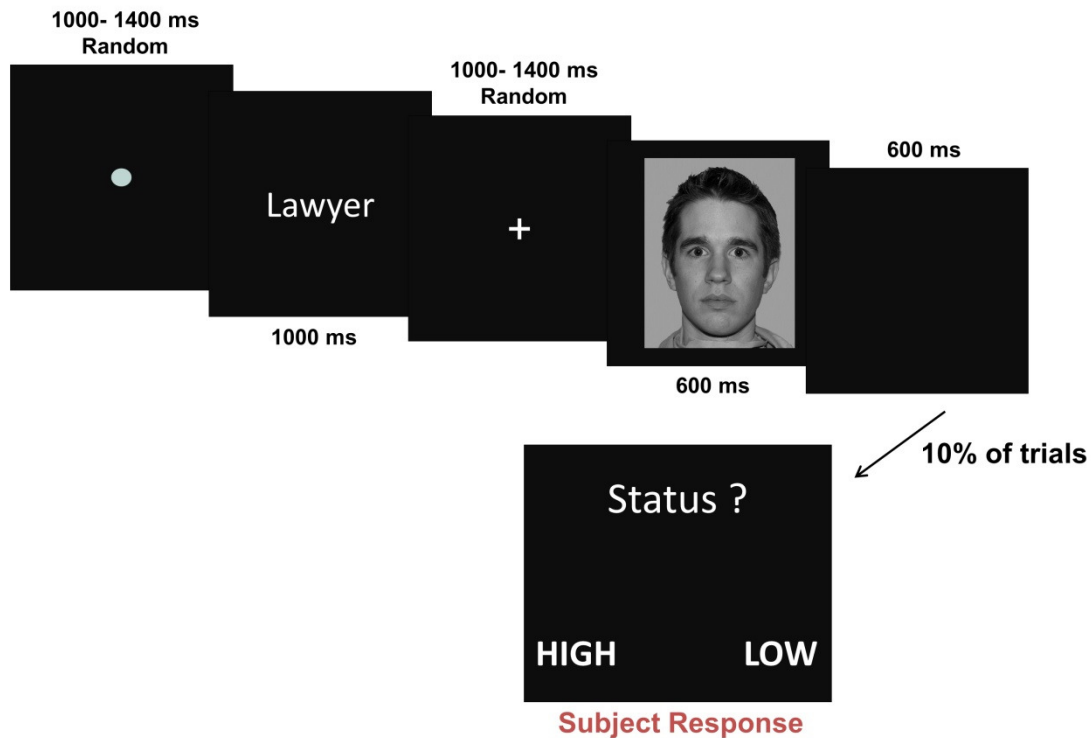 1000- 1400 ms
Random
Lawyer
1000 ms
1000- 1400 ms
Random
+
600 ms
600 ms
10% of trials
Status ?
HIGH LOW
Subject Response